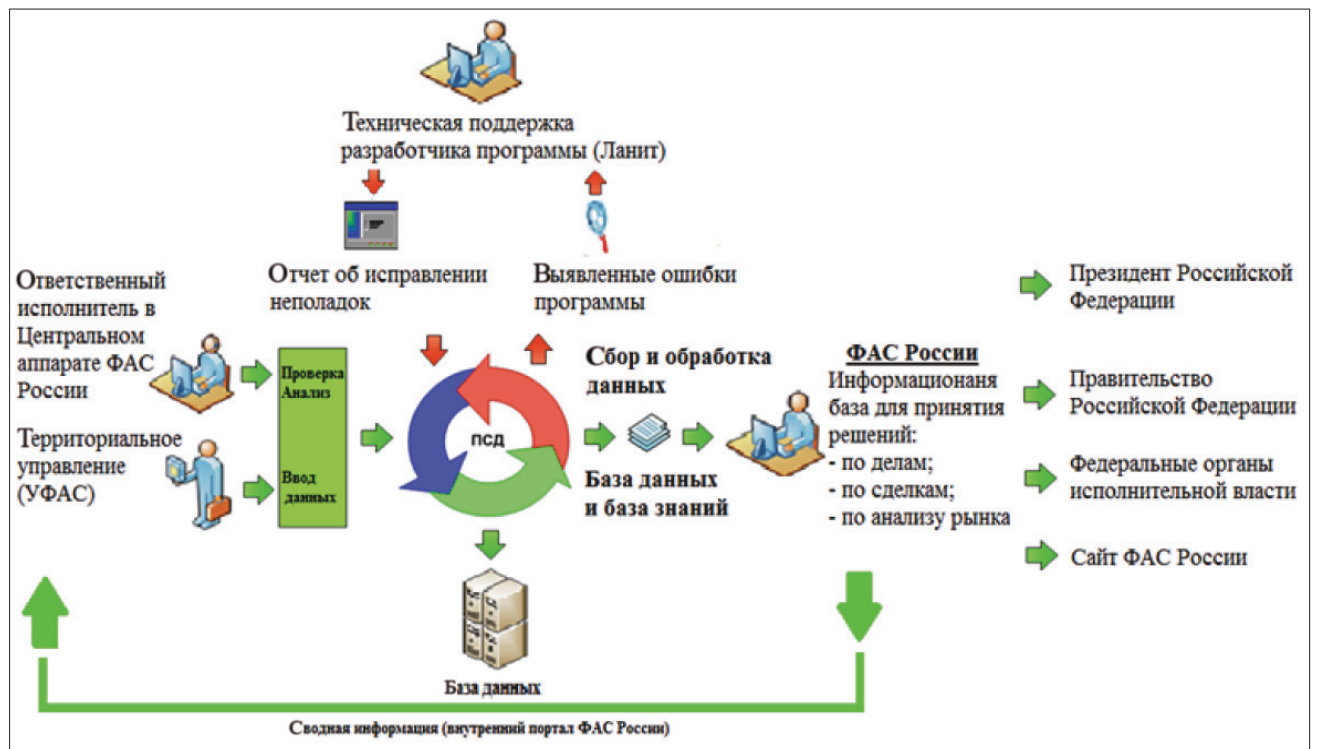 Техническая поддержка
разработчика программы (Ланит)
Отчет об исправлении
неполадок
Выявленные ошибки
программы
Ответственный
исполнитель в
Центральном
аппарате ФАС
России
Территориальное
управление
(УФАС)
Проверка
Анализ
Ввод
данных
ПСД
Сбор и обработка
данных
База данных
и база знаний
ФАС России
Информационаня
база для принятия
решений:
- по делам;
- по сделкам;
- по анализу рынка
Президент Российской
Федерации
Правительство
Российской Федерации
Федеральные органы
исполнительной власти
Сайт ФАС России
База данных
Сводная информация (внутренний портал ФАС России)